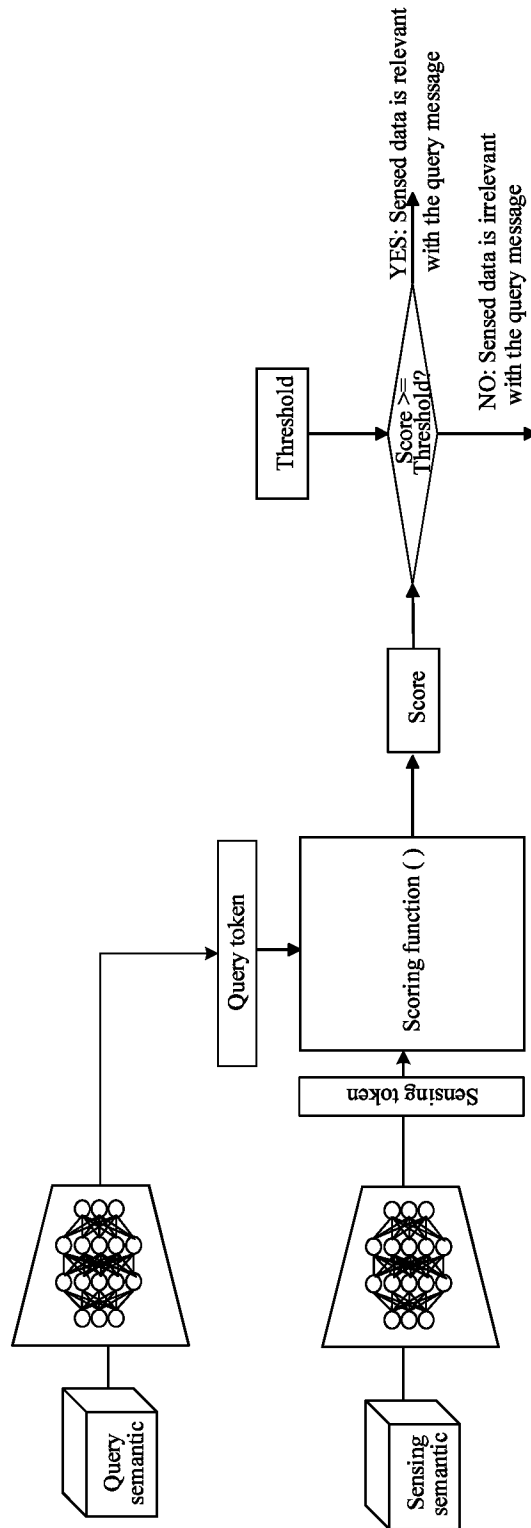 Query
semantic
Query token
Sensing
semantic
Sensing token
Scoring function ( )
Score
Threshold
Score >=
Threshold?
YES: Sensed data is relevant
with the query message
NO: Sensed data is irrelevant
with the query message